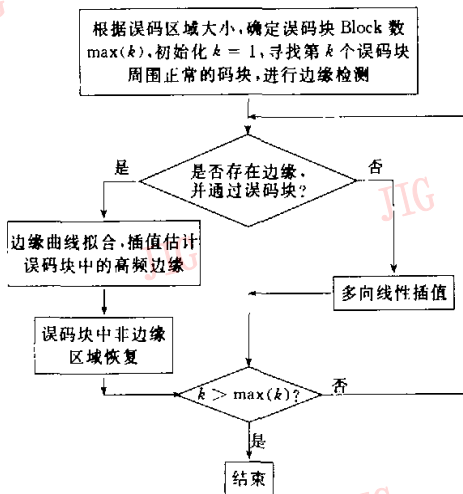 根据误码区域大小,确定误码块 Block 数
max(k),初始化 k = 1,寻找第 k 个误码块
周围正常的码块,进行边缘检测
是
是否存在边缘,
并通过误码块?
否
边缘曲线拟合,插值估计
误码块中的高频边缘
多向线性插值
误码块中非边缘
区域恢复
k > max(k)?
否
是
结束
JIG
JIG
JIG
JIG